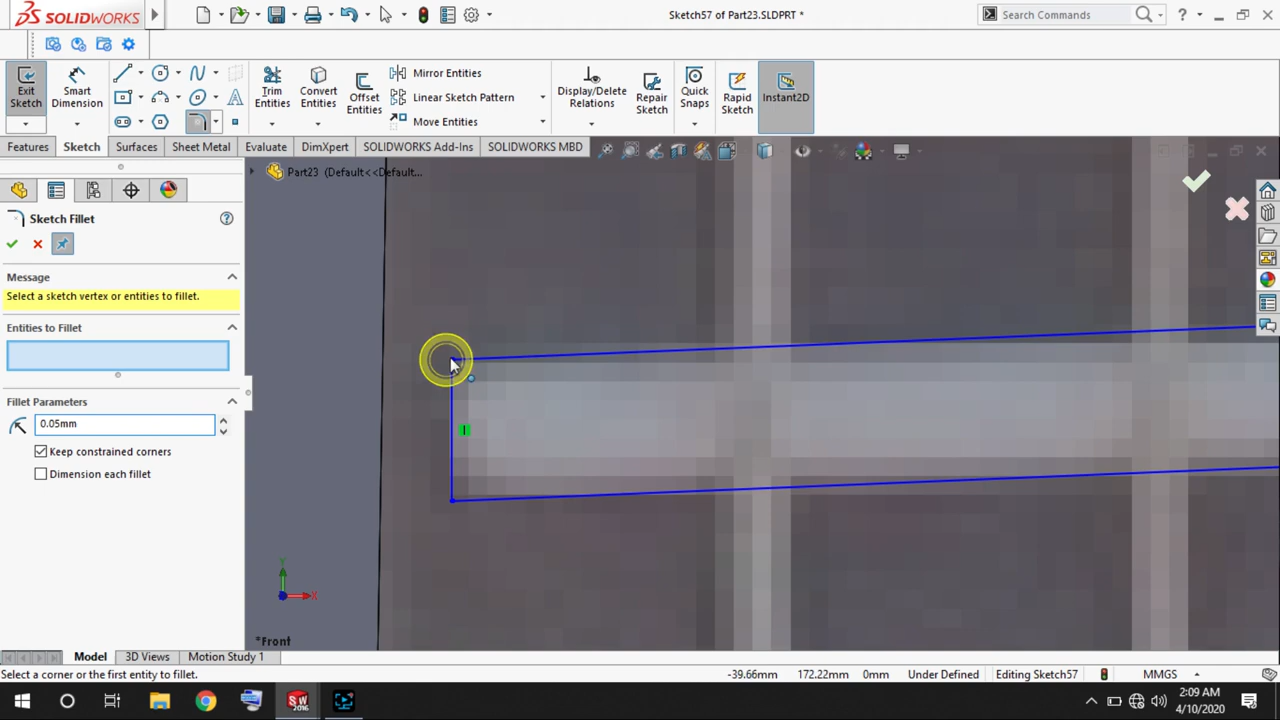 SOLIDWORKS
Sketch57 of Part23.SLDPRT *
Search Commands
Exit Sketch
Smart Dimension
Trim Entities
Convert Entities
Offset Entities
Mirror Entities
Linear Sketch Pattern
Move Entities
Display/Delete Relations
Repair Sketch
Quick Snaps
Rapid Sketch
Instant2D
Features
Sketch
Surfaces
Sheet Metal
Evaluate
DimXpert
SOLIDWORKS Add-Ins
SOLIDWORKS MBD
Part23 (Default<<Default...
Sketch Fillet
Message
Select a sketch vertex or entities to fillet.
Entities to Fillet
Fillet Parameters
0.05mm
Keep constrained corners
Dimension each fillet
Y
X
*Front
Model
3D Views
Motion Study 1
Select a corner or the first entity to fillet.
-39.66mm
172.22mm
0mm
Under Defined
Editing Sketch57
MMGS
SW
2016
2:09 AM
4/10/2020